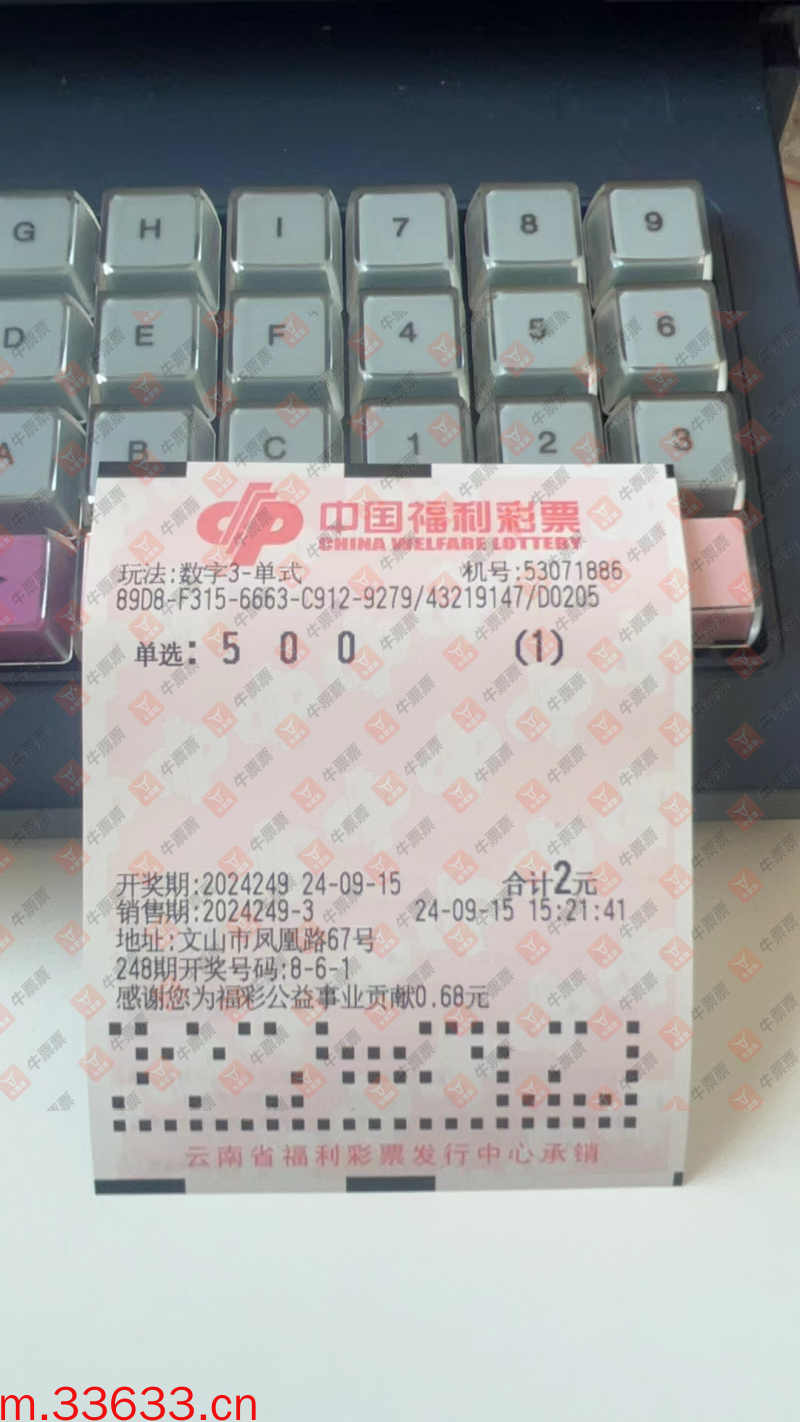 G H I 7 8 9
D E F 4 5 6
A B C 1 2 3
中国福利彩票
CHINA WELFARE LOTTERY
玩法:数字3-单式 机号:53071886
89D8-F315-6663-C912-9279/43219147/D0205
单选: 5 0 0 (1)
开奖期:2024249 24-09-15 合计2元
销售期:2024249-3 24-09-15 15:21:41
地址:文山市凤凰路67号
248期开奖号码:8-6-1
感谢您为福彩公益事业贡献0.68元
云南省福利彩票发行中心承销
牛票票
m.33633.cn